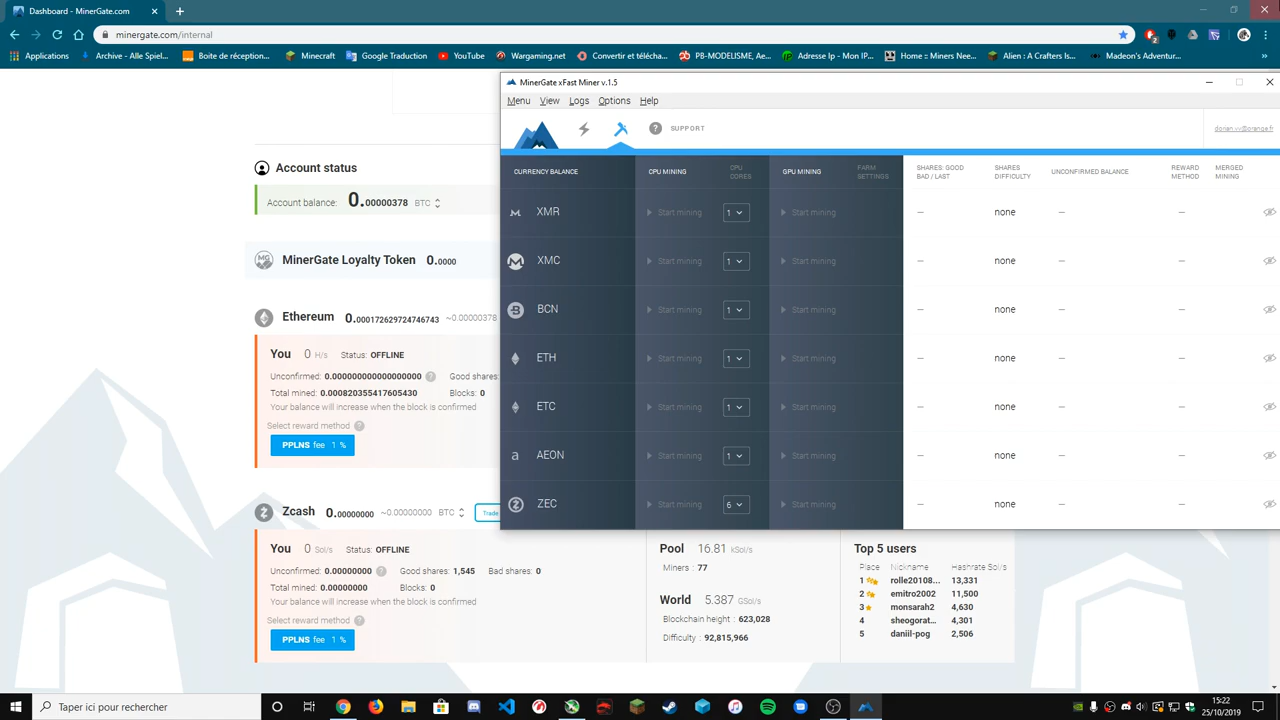 Dashboard - MinerGate.com
minergate.com/internal
Applications
Archive - Alle Spiel...
Boite de réception...
Minecraft
Google Traduction
YouTube
Wargaming.net
Convertir et télécha...
PB-MODELISME, Ae...
Adresse Ip - Mon IP...
Home :: Miners Nee...
Alien : A Crafters Is...
Madeon's Adventur...
»
MinerGate xFast Miner v.1.5
Menu View Logs Options Help
SUPPORT
CURRENCY BALANCE
CPU MINING
CPU CORES
GPU MINING
FARM SETTINGS
SHARES: GOOD BAD / LAST
SHARES DIFFICULTY
UNCONFIRMED BALANCE
REWARD METHOD
MERGED MINING
XMR Start mining 1 Start mining — none — —
XMC Start mining 1 Start mining — none — —
BCN Start mining 1 Start mining — none — —
ETH Start mining 1 Start mining — none — —
ETC Start mining 1 Start mining — none — —
AEON Start mining 1 Start mining — none — —
ZEC Start mining 6 Start mining — none — —
Account status
Account balance: 0.00000378 BTC
MinerGate Loyalty Token 0.0000
Ethereum 0.000172629724746743 ~0.00000378
You 0 H/s Status: OFFLINE
Unconfirmed: 0.000000000000000000 ? Good shares:
Total mined: 0.000820355417605430 Blocks: 0
Your balance will increase when the block is confirmed
Select reward method ?
PPLNS fee 1 %
Zcash 0.00000000 ~0.00000000 BTC Trade
You 0 Sol/s Status: OFFLINE
Unconfirmed: 0.00000000 ? Good shares: 1,545 Bad shares: 0
Total mined: 0.00000000 Blocks: 0
Your balance will increase when the block is confirmed
Select reward method ?
PPLNS fee 1 %
Pool 16.81 kSol/s
Miners : 77
World 5.387 GSol/s
Blockchain height : 623,028
Difficulty : 92,815,966
Top 5 users
Place Nickname Hashrate Sol/s
1 rolle20108... 13,331
2 emitro2002 11,500
3 monsarah2 4,630
4 sheogorat... 4,301
5 daniil-pog 2,506
Taper ici pour rechercher
15:22
25/10/2019